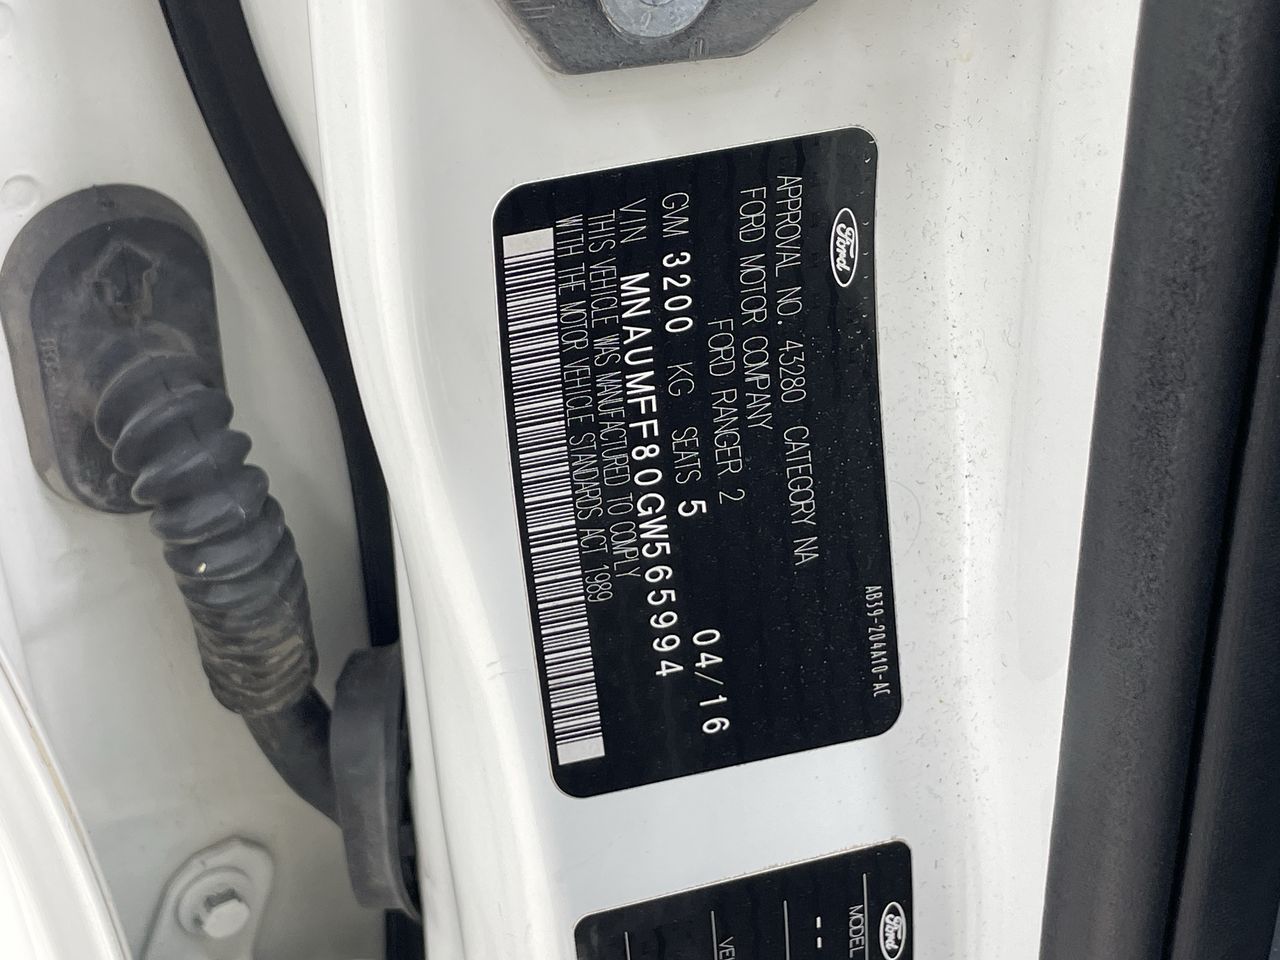 Ford
AB39-204A10-AC
APPROVAL NO. 43280 CATEGORY NA
FORD MOTOR COMPANY
FORD RANGER 2
GVM 3200 KG SEATS 5 04/16
VIN MNAUMFF80GW565994
THIS VEHICLE WAS MANUFACTURED TO COMPLY
WITH THE MOTOR VEHICLE STANDARDS ACT 1989
Ford
MODEL
--